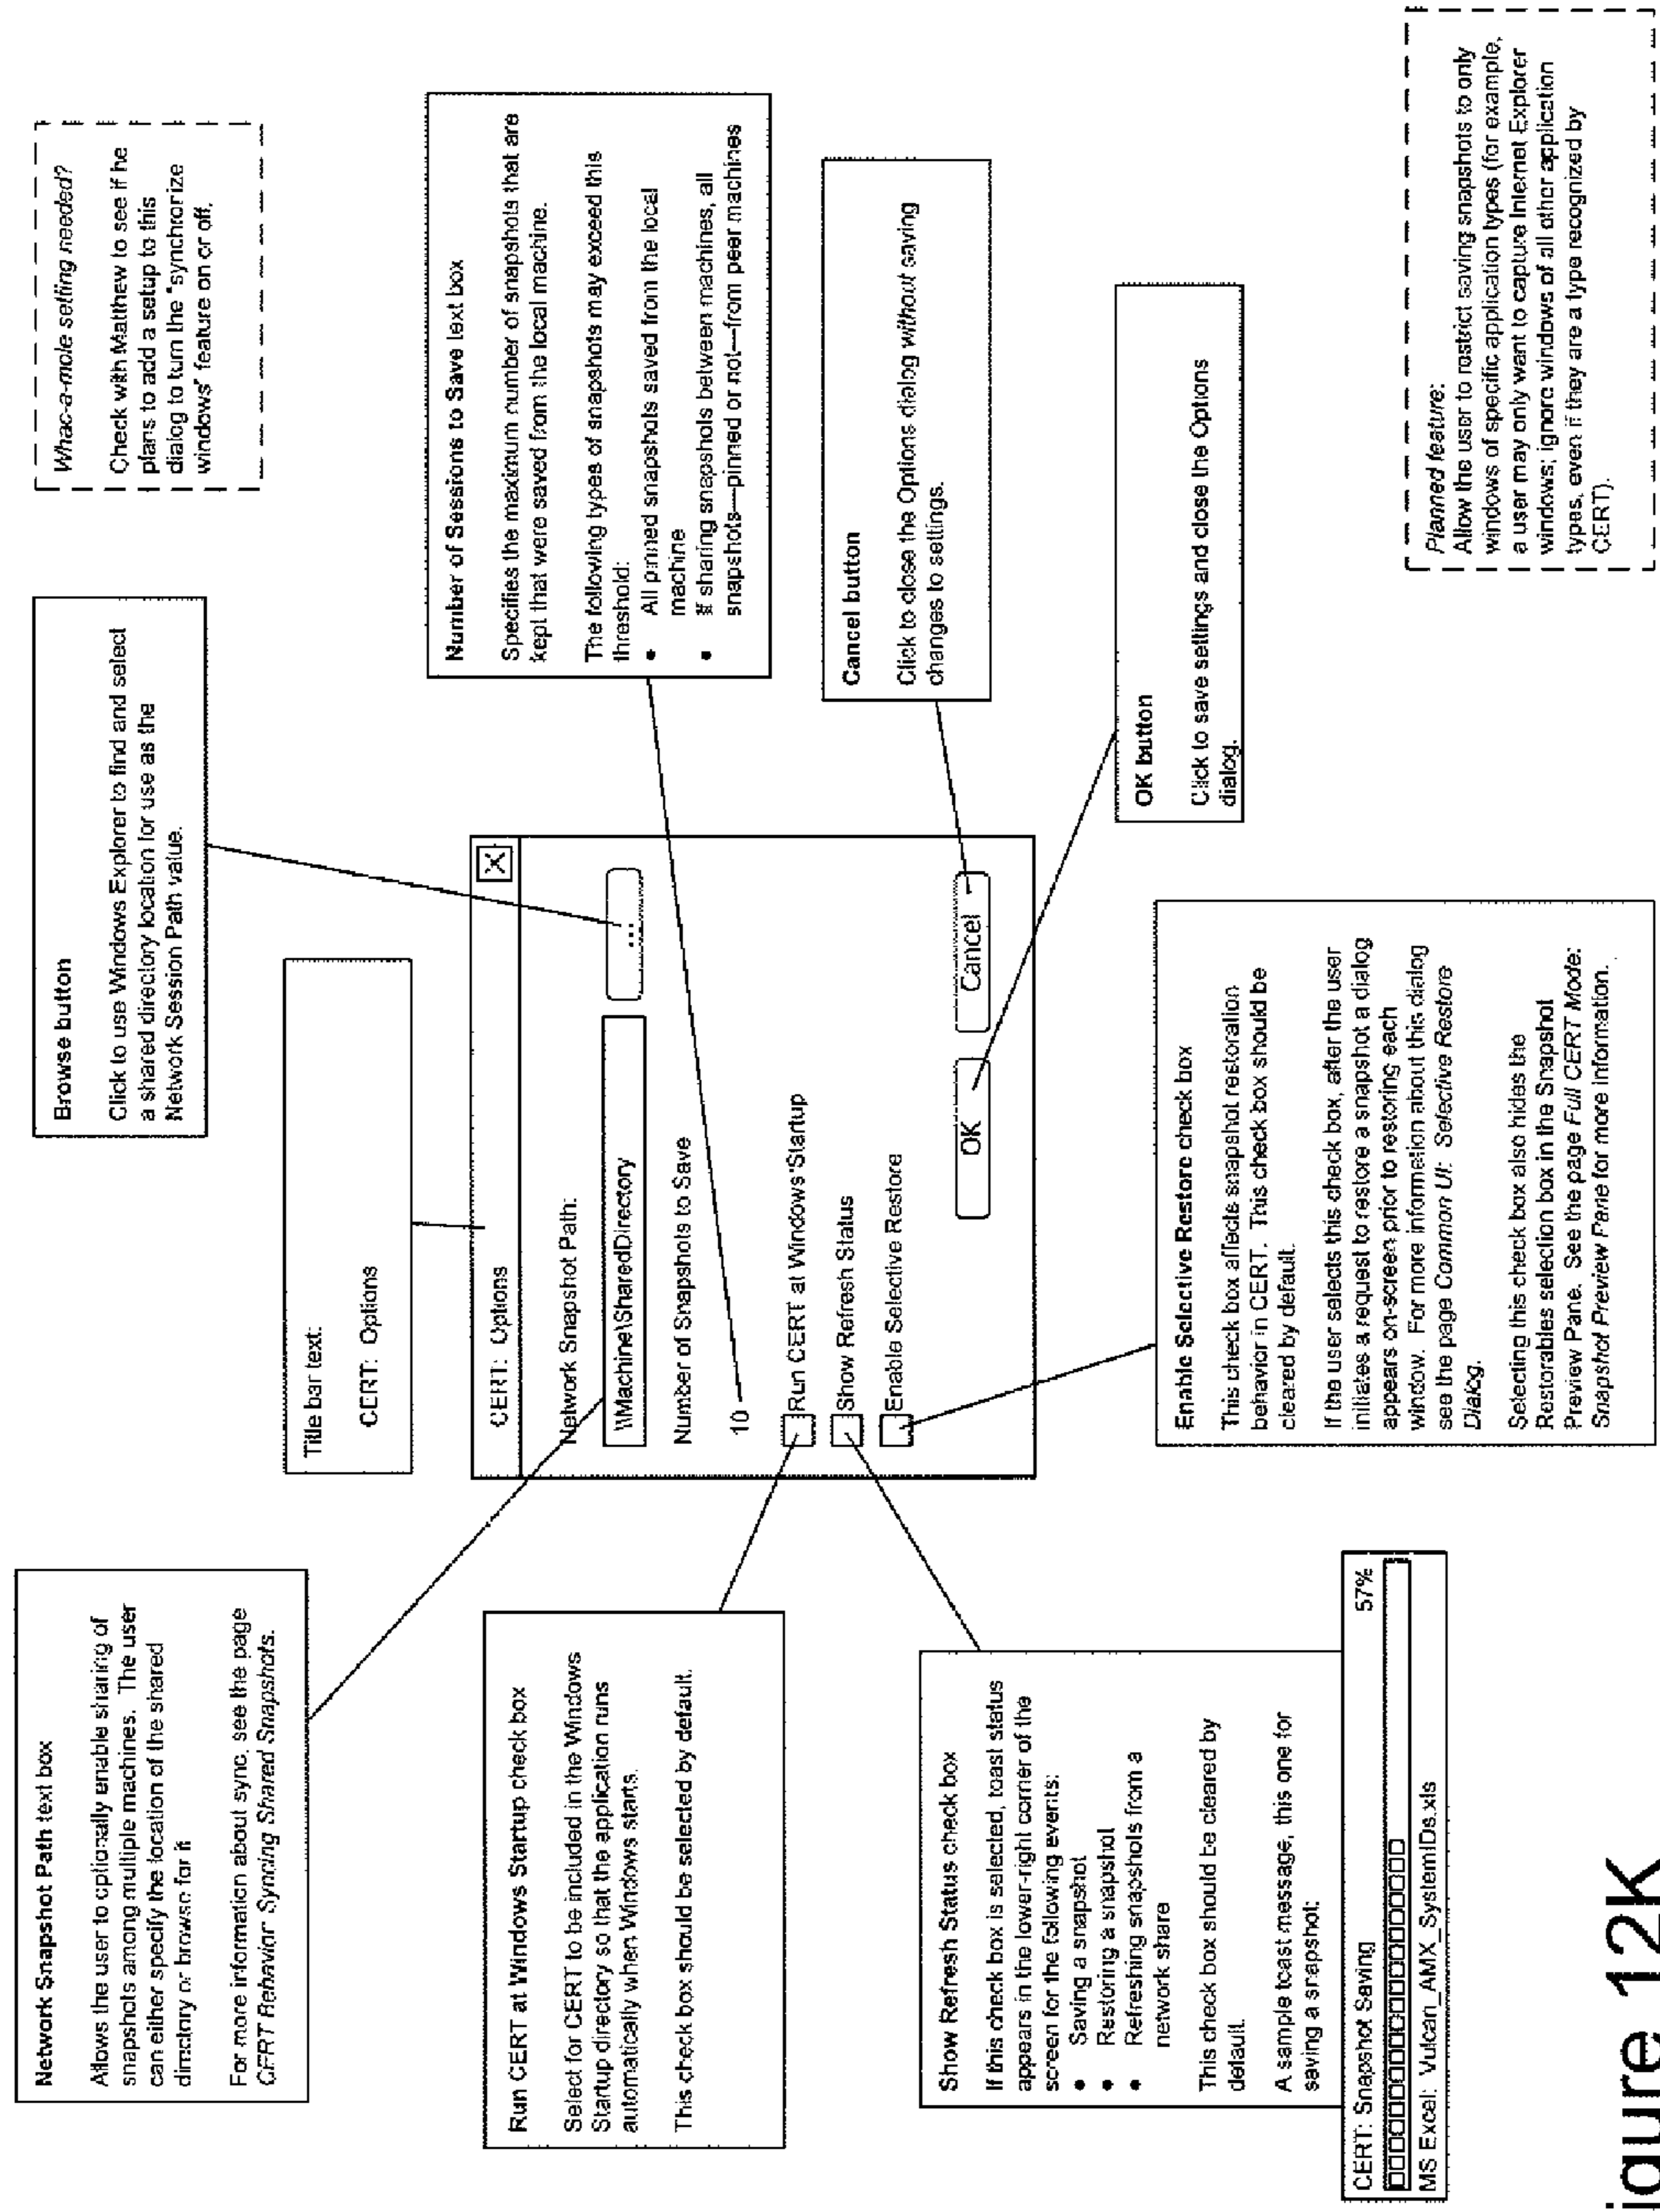 Network Snapshot Path text box
Allows the user to optionally enable sharing of
snapshots among multiple machines. The user
can either specify the location of the shared
directory or browse for it
For more information about sync, see the page
CERT Behavior: Syncing Shared Snapshots.
Browse button
Click to use Windows Explorer to find and select
a shared directory location for use as the
Network Session Path value.
Whac-a-mole setting needed?
Check with Mathew to see if he
plans to add a setup to this
dialog to turn the "synchronize
windows" feature on or off.
Title bar text:
CERT: Options
Run CERT at Windows Startup check box
Select for CERT to be included in the Windows
Startup directory so that the application runs
automatically when Windows starts.
This check box should be selected by default.
CERT: Options
X
Network Snapshot Path:
\\Machine\SharedDirectory
...
Number of Snapshots to Save
10
Run CERT at Windows Startup
Show Refresh Status
Enable Selective Restore
OK
Cancel
Number of Sessions to Save text box
Specifies the maximum number of snapshots that are
kept that were saved from the local machine.
The following types of snapshots may exceed this
threshold:
• All pinned snapshots saved from the local
machine
• If sharing snapshots between machines, all
snapshots—pinned or not—from peer machines
Cancel button
Click to close the Options dialog without saving
changes to settings.
OK button
Click to save settings and close the Options
dialog.
Show Refresh Status check box
If this check box is selected, toast status
appears in the lower-right corner of the
screen for the following events:
• Saving a snapshot
• Restoring a snapshot
• Refreshing snapshots from a
network share
This check box should be cleared by
default.
A sample toast message, this one for
saving a snapshot:
CERT: Snapshot Saving 57%
MS Excel: Vulcan_AMX_SystemIDs.xls
Enable Selective Restore check box
This check box affects snapshot restoration
behavior in CERT. This check box should be
cleared by default.
If the user selects this check box, after the user
initiates a request to restore a snapshot a dialog
appears on-screen prior to restoring each
window. For more information about this dialog
see the page Common UI: Selective Restore
Dialog.
Selecting this check box also hides the
Restorables selection box in the Snapshot
Preview Pane. See the page Full CERT Mode:
Snapshot Preview Pane for more information.
Planned feature:
Allow the user to restrict saving snapshots to only
windows of specific application types (for example,
a user may only want to capture Internet Explorer
windows; ignore windows of all other application
types, even if they are a type recognized by
CERT).
igure 12K